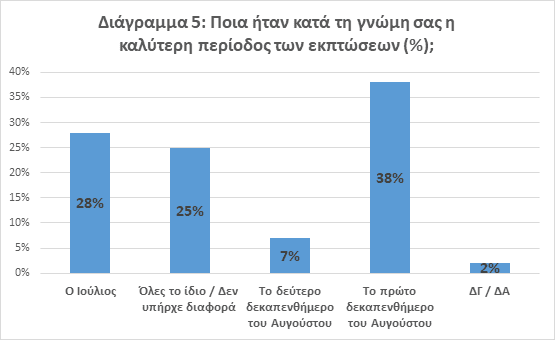 Διάγραμμα 5: Ποια ήταν κατά τη γνώμη σας η
καλύτερη περίοδος των εκπτώσεων (%);
40%
35%
30%
25%
20%
15%
10%
5%
0%
28%
25%
7%
38%
2%
Ο Ιούλιος
Όλες το ίδιο / Δεν
υπήρχε διαφορά
Το δεύτερο
δεκαπενθήμερο
του Αυγούστου
Το πρώτο
δεκαπενθήμερο
του Αυγούστου
ΔΓ / ΔΑ